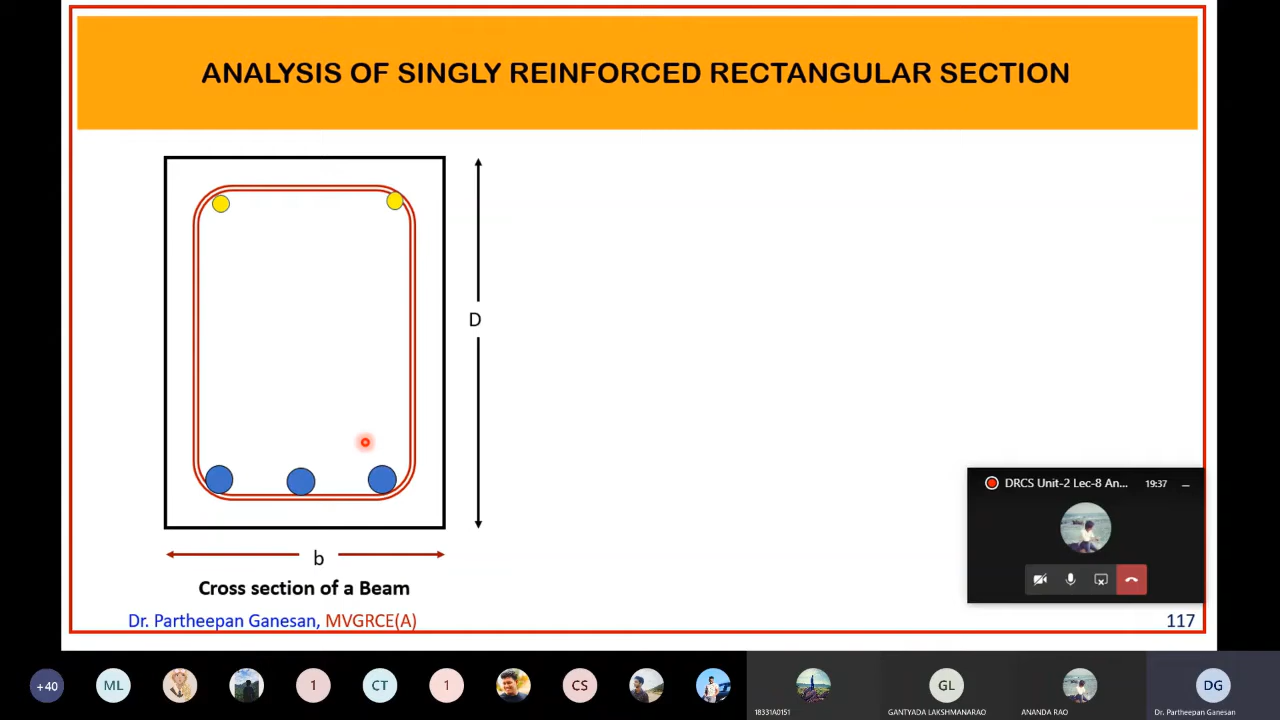 ANALYSIS OF SINGLY REINFORCED RECTANGULAR SECTION
D
b
Cross section of a Beam
Dr. Partheepan Ganesan, MVGRCE(A)
117
DRCS Unit-2 Lec-8 An...
19:37
+40
ML
1
CT
1
CS
18331A0151
GL
GANTYADA LAKSHMANARAO
ANANDA RAO
DG
Dr. Partheepan Ganesan